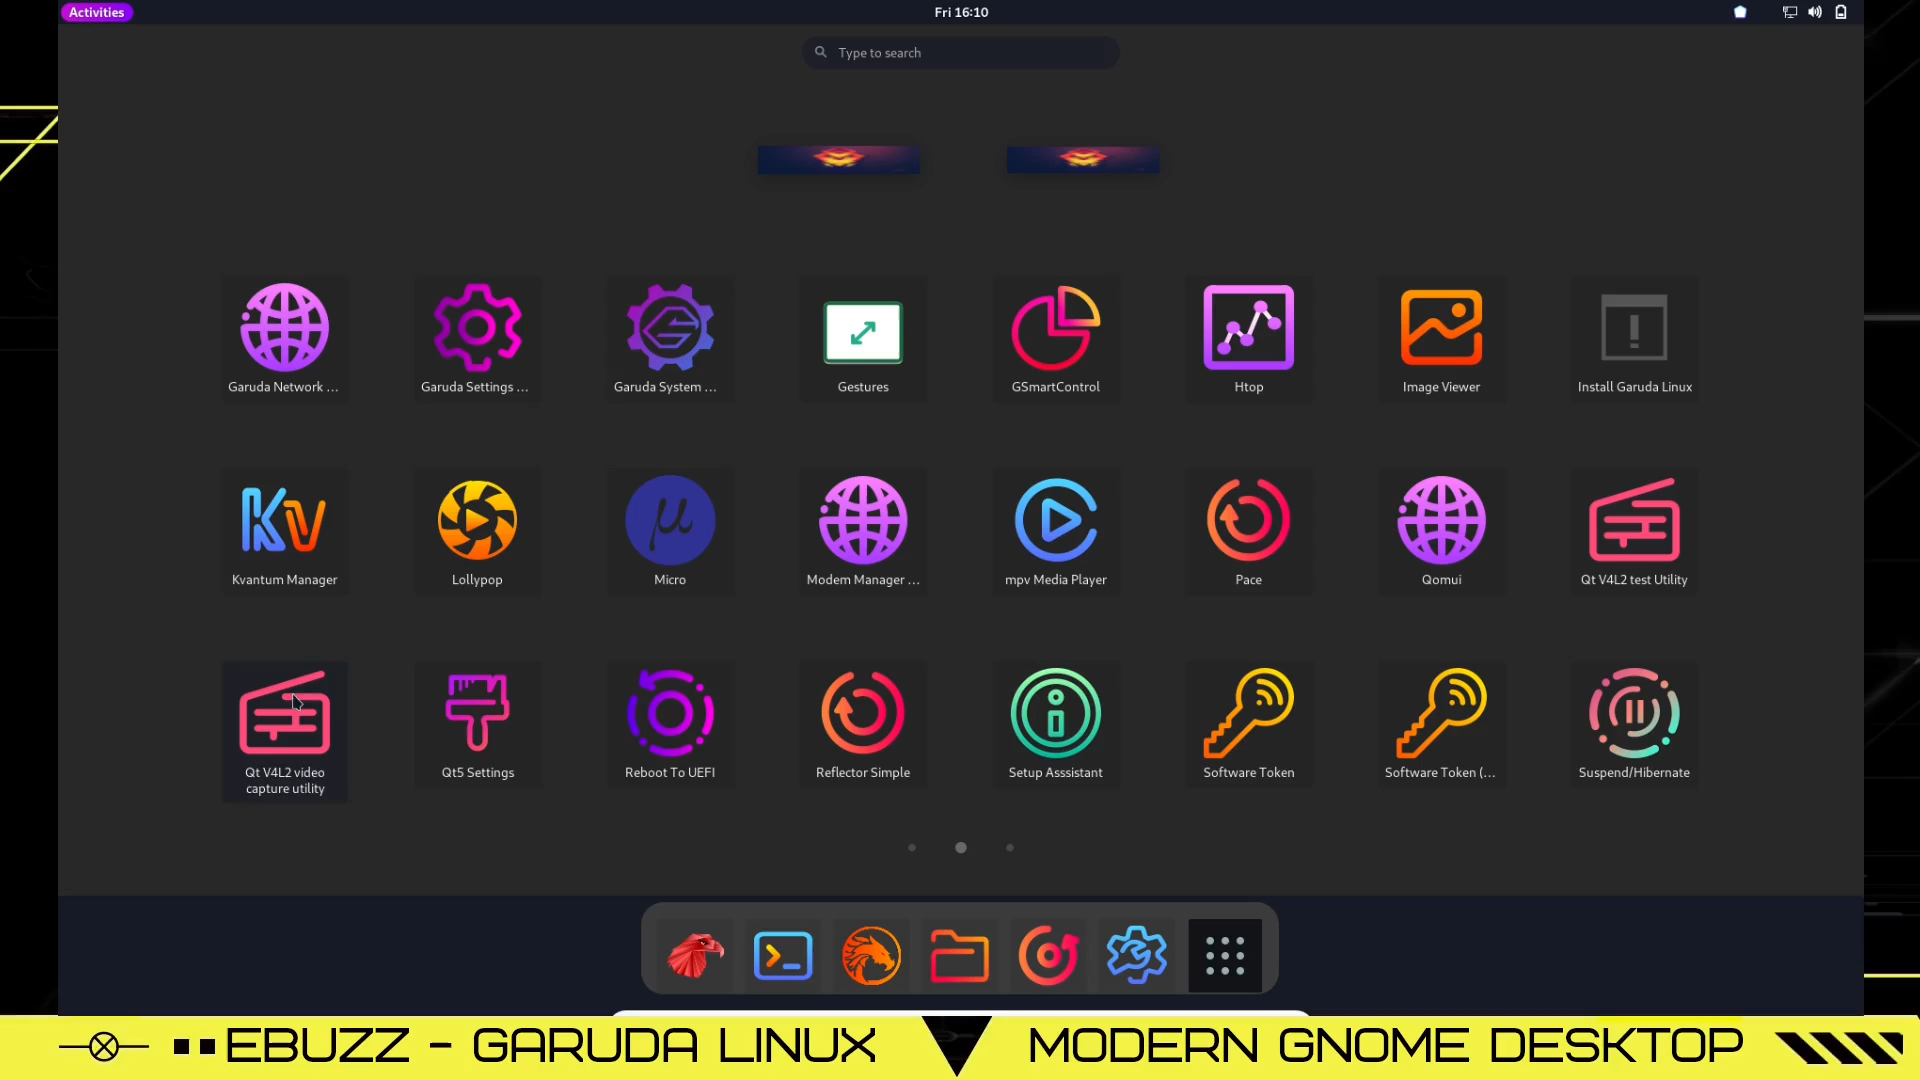 Activities
Fri 16:10
Type to search
Garuda Network ...
Garuda Settings ...
Garuda System ...
Gestures
GSmartControl
Htop
Image Viewer
Install Garuda Linux
Kvantum Manager
Lollypop
Micro
Modem Manager ...
mpv Media Player
Pace
Qomui
Qt V4L2 test Utility
Qt V4L2 video
capture utility
Qt5 Settings
Reboot To UEFI
Reflector Simple
Setup Asssistant
Software Token
Software Token (...
Suspend/Hibernate
EBUZZ - GARUDA LINUX
MODERN GNOME DESKTOP